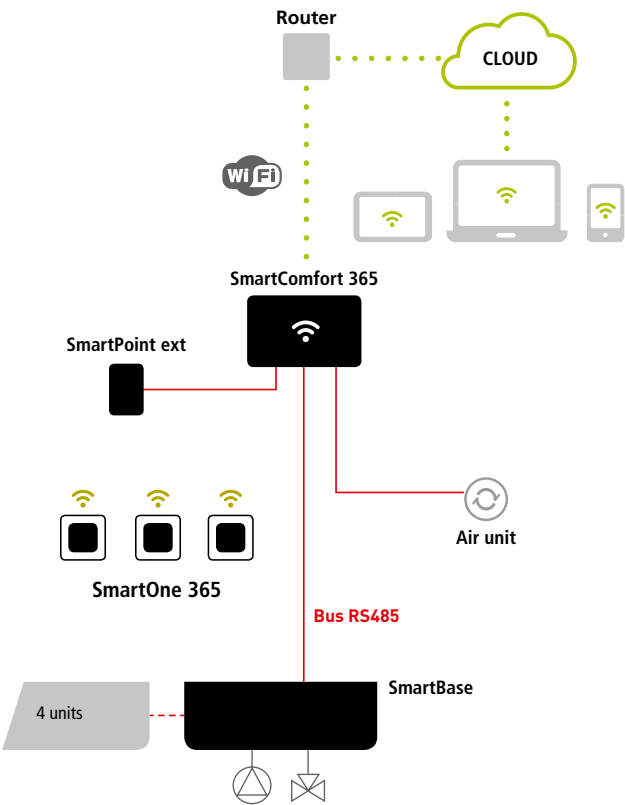 Router
CLOUD
Wi Fi
SmartComfort 365
SmartPoint ext
Air unit
SmartOne 365
Bus RS485
SmartBase
4 units